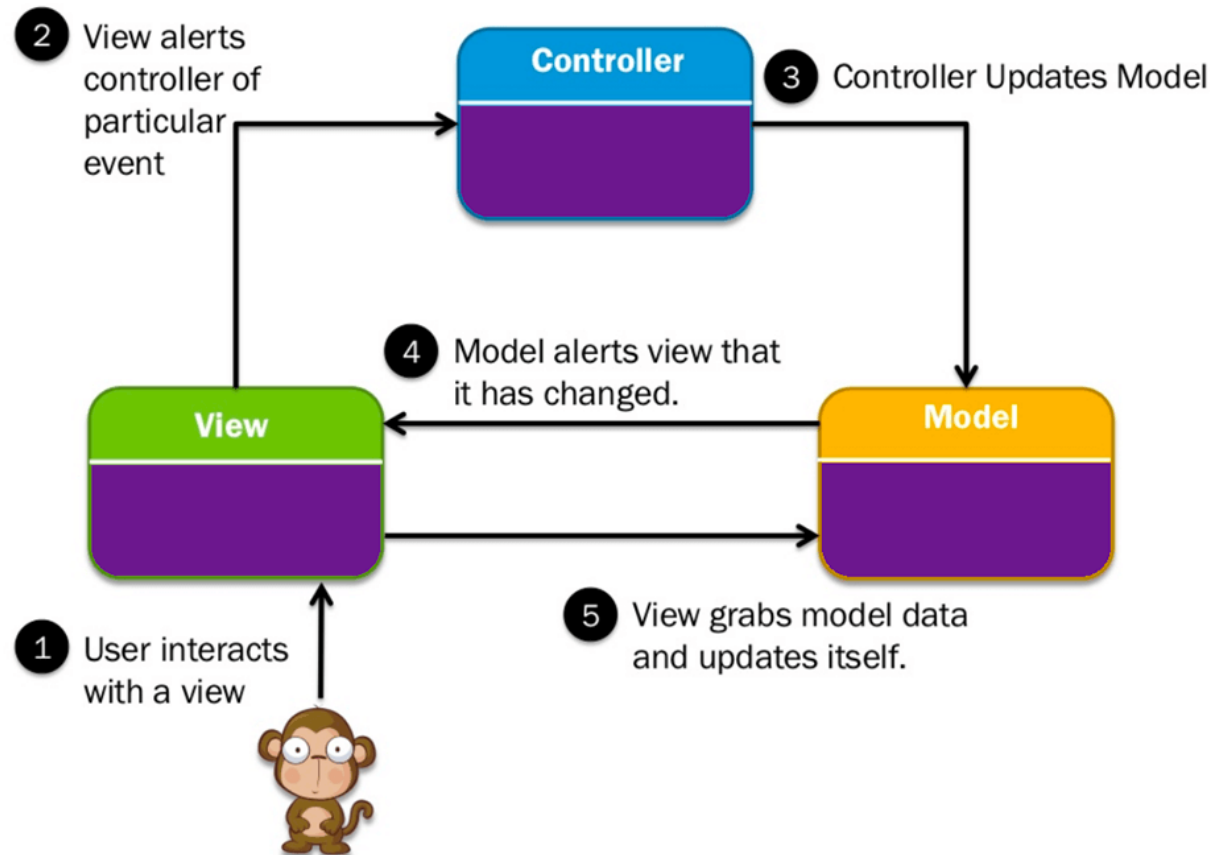 2 View alerts
controller of
particular
event
Controller
3 Controller Updates Model
4 Model alerts view that
it has changed.
View
Model
1 User interacts
with a view
5 View grabs model data
and updates itself.